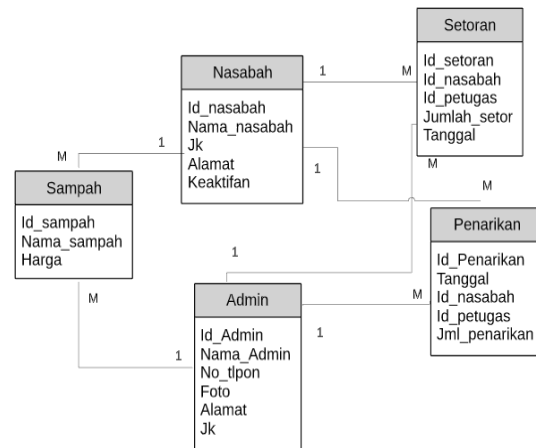 Setoran
Id_setoran
Id_nasabah
Id_petugas
Jumlah_setor
Tanggal
Nasabah
Id_nasabah
Nama_nasabah
Jk
Alamat
Keaktifan
1
M
M
1
1
M
M
Sampah
Id_sampah
Nama_sampah
Harga
Penarikan
Id_Penarikan
Tanggal
Id_nasabah
Id_petugas
Jml_penarikan
1
M
M
1
1
Admin
Id_Admin
Nama_Admin
No_tlpon
Foto
Alamat
Jk